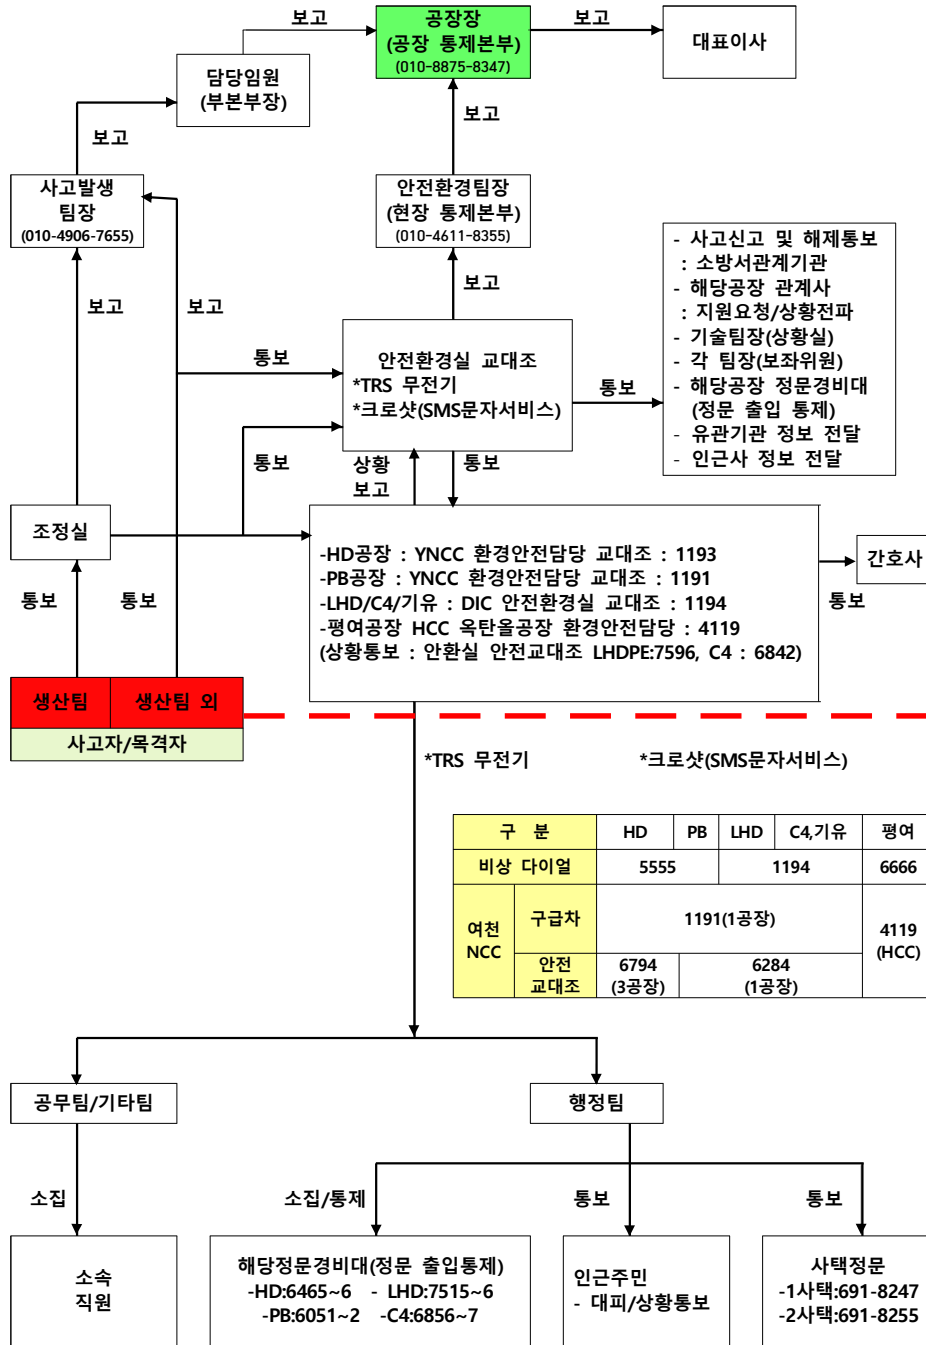 보고
공장장
(공장 통제본부)
(010-8875-8347)
보고
대표이사
담당임원
(부본부장)
보고
보고
사고발생
팀장
(010-4906-7655)
안전환경팀장
(현장 통제본부)
(010-4611-8355)
- 사고신고 및 해제통보
: 소방서관계기관
- 해당공장 관계사
: 지원요청/상황전파
- 기술팀장(상황실)
- 각 팀장(보좌위원)
- 해당공장 정문경비대
(정문 출입 통제)
- 유관기관 정보 전달
- 인근사 정보 전달
보고
보고
보고
통보
안전환경실 교대조
*TRS 무전기
*크로샷(SMS문자서비스)
통보
통보
상황
보고
통보
조정실
-HD공장 : YNCC 환경안전담당 교대조 : 1193
-PB공장 : YNCC 환경안전담당 교대조 : 1191
-LHD/C4/기유 : DIC 안전환경실 교대조 : 1194
-평여공장 HCC 옥탄올공장 환경안전담당 : 4119
(상황통보 : 안환실 안전교대조 LHDPE:7596, C4 : 6842)
간호사
통보
통보
통보
생산팀
생산팀 외
사고자/목격자
*TRS 무전기
*크로샷(SMS문자서비스)
구 분 HD PB LHD C4,기유 평여
비상 다이얼 5555 1194 6666
여천
NCC
구급차 1191(1공장)
4119
(HCC)
안전
교대조
6794
(3공장)
6284
(1공장)
공무팀/기타팀
행정팀
소집
소집/통제
통보
통보
소속
직원
해당정문경비대(정문 출입통제)
-HD:6465~6 - LHD:7515~6
-PB:6051~2 -C4:6856~7
인근주민
- 대피/상황통보
사택정문
-1사택:691-8247
-2사택:691-8255